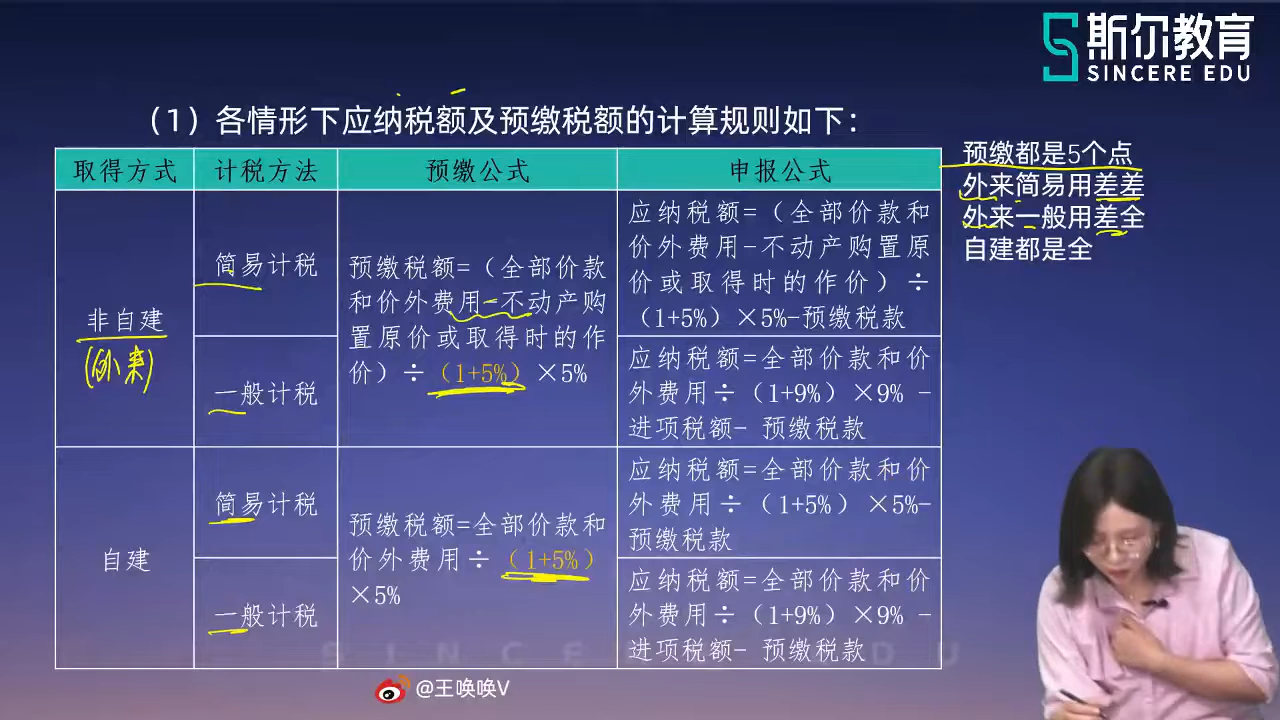 斯尔教育
SINCERE EDU
（1）各情形下应纳税额及预缴税额的计算规则如下：
预缴都是5个点
外来简易用差差
外来一般用差全
自建都是全
取得方式 计税方法 预缴公式 申报公式
非自建
(外来)
简易计税
一般计税
预缴税额=（全部价款
和价外费用-不动产购
置原价或取得时的作
价）÷（1+5%）×5%
应纳税额=（全部价款和
价外费用-不动产购置原
价或取得时的作价）÷
（1+5%）×5%-预缴税款
应纳税额=全部价款和价
外费用÷（1+9%）×9% -
进项税额- 预缴税款
自建
简易计税
一般计税
预缴税额=全部价款和
价外费用÷（1+5%）
×5%
应纳税额=全部价款和价
外费用÷（1+5%）×5%-
预缴税款
应纳税额=全部价款和价
外费用÷（1+9%）×9% -
进项税额- 预缴税款
SINCERE EDU
@王唤唤V